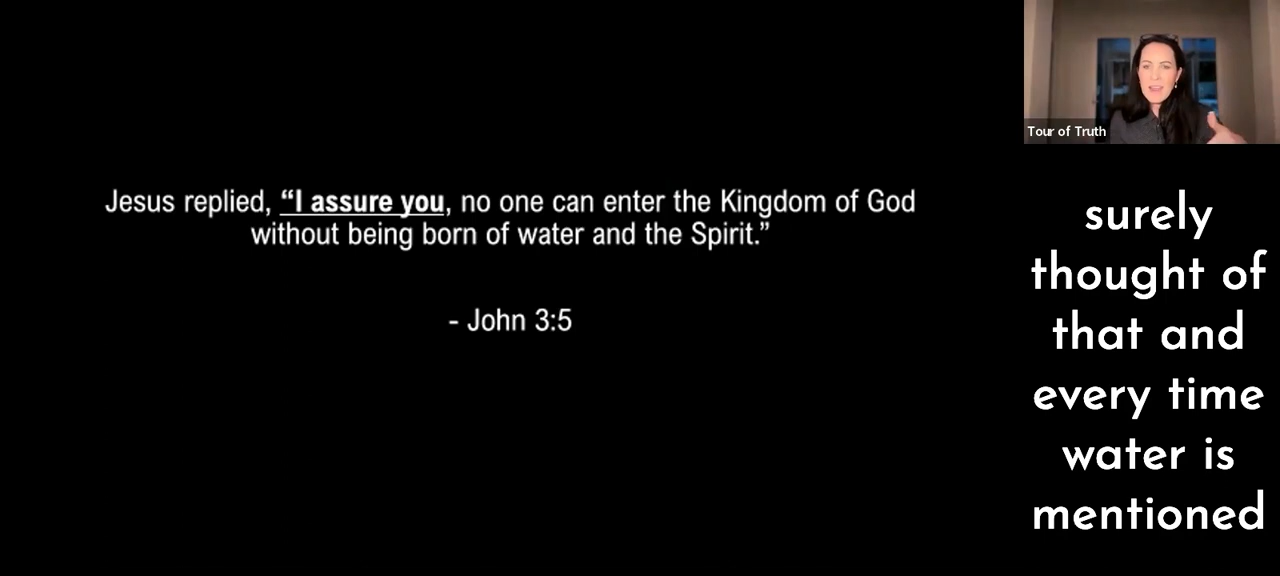 Jesus replied, “I assure you, no one can enter the Kingdom of God
without being born of water and the Spirit.”
- John 3:5
Tour of Truth
surely
thought of
that and
every time
water is
mentioned